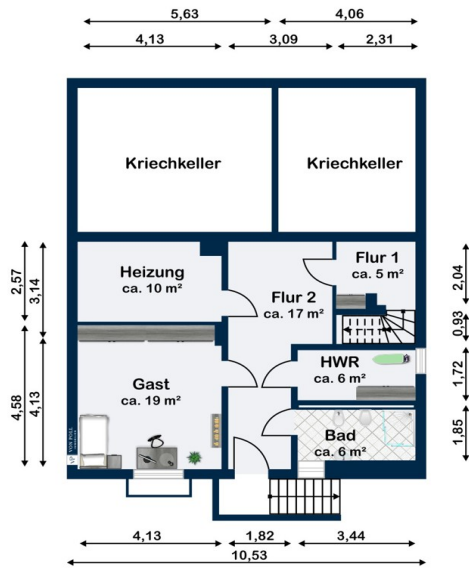 5,63 4,06
4,13 3,09 2,31
Kriechkeller Kriechkeller
2,57
3,14
Heizung
ca. 10 m²
Flur 2
ca. 17 m²
Flur 1
ca. 5 m²
2,04
0,93
4,58
4,13
Gast
ca. 19 m²
HWR
ca. 6 m²
1,72
Bad
ca. 6 m²
1,85
VP VON POLL
4,13 1,82 3,44
10,53